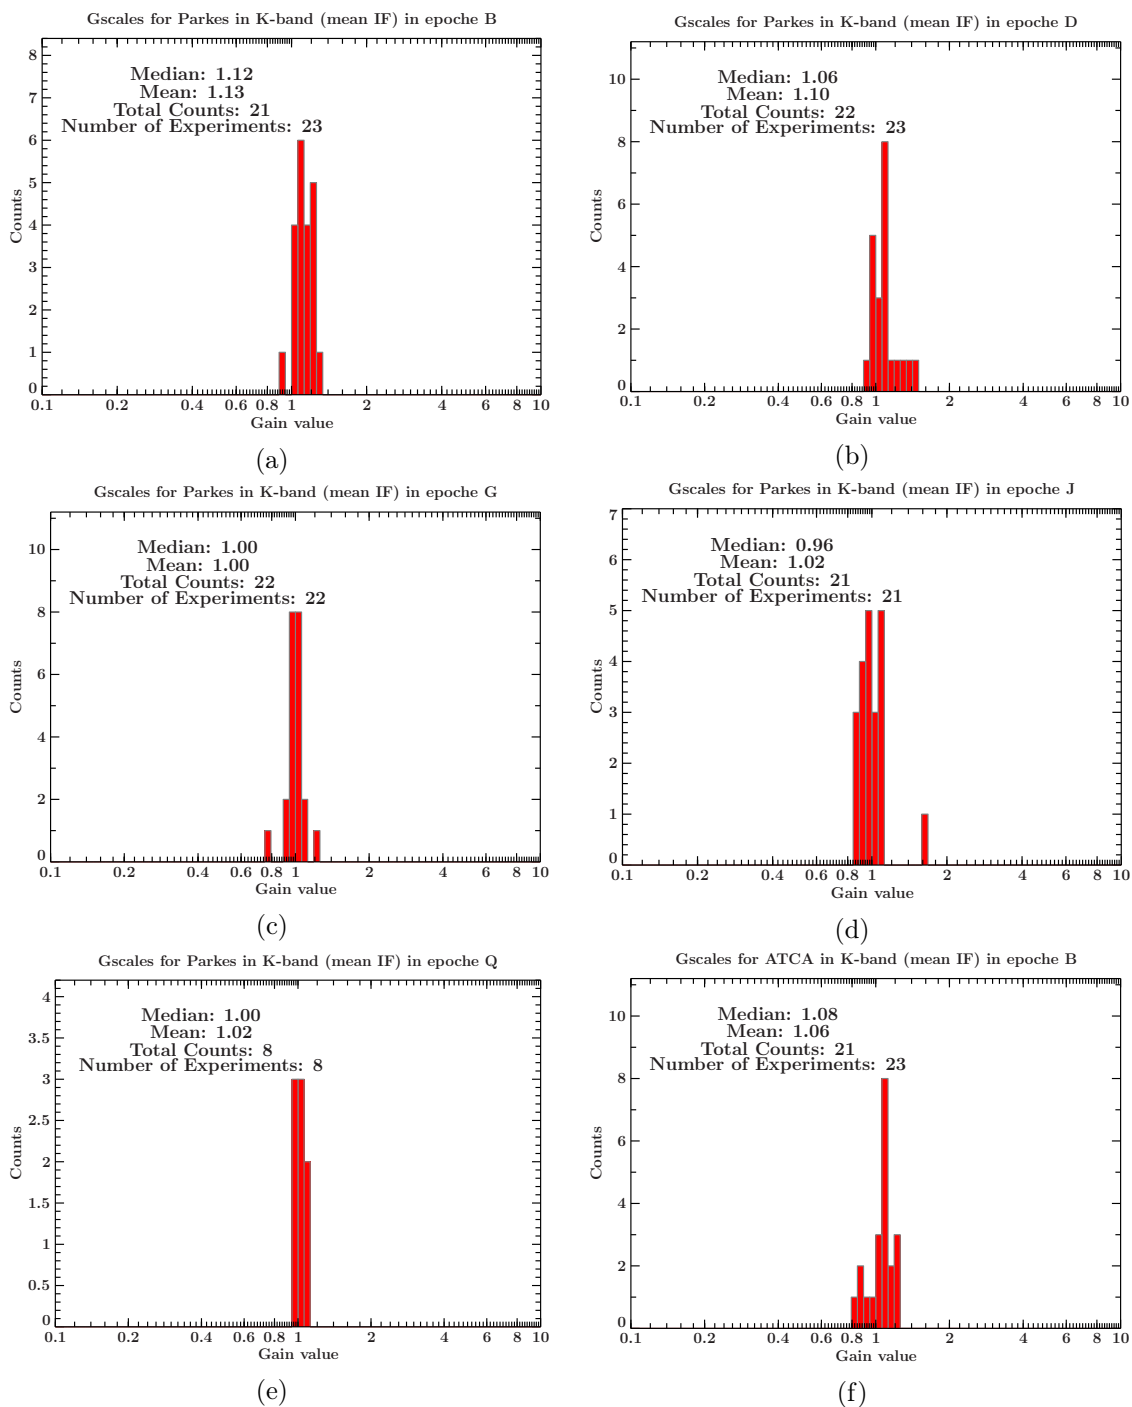 Gscales for Parkes in K-band (mean IF) in epoche B
Median: 1.12
Mean: 1.13
Total Counts: 21
Number of Experiments: 23
8
7
6
5
4
3
2
1
0
Counts
0.1 0.2 0.4 0.6 0.8 1 2 4 6 8 10
Gain value
(a)
Gscales for Parkes in K-band (mean IF) in epoche D
Median: 1.06
Mean: 1.10
Total Counts: 22
Number of Experiments: 23
10
8
6
4
2
0
Counts
0.1 0.2 0.4 0.6 0.8 1 2 4 6 8 10
Gain value
(b)
Gscales for Parkes in K-band (mean IF) in epoche G
Median: 1.00
Mean: 1.00
Total Counts: 22
Number of Experiments: 22
10
8
6
4
2
0
Counts
0.1 0.2 0.4 0.6 0.8 1 2 4 6 8 10
Gain value
(c)
Gscales for Parkes in K-band (mean IF) in epoche J
Median: 0.96
Mean: 1.02
Total Counts: 21
Number of Experiments: 21
7
6
5
4
3
2
1
0
Counts
0.1 0.2 0.4 0.6 0.8 1 2 4 6 8 10
Gain value
(d)
Gscales for Parkes in K-band (mean IF) in epoche Q
Median: 1.00
Mean: 1.02
Total Counts: 8
Number of Experiments: 8
4
3.5
3
2.5
2
1.5
1
0.5
0
Counts
0.1 0.2 0.4 0.6 0.8 1 2 4 6 8 10
Gain value
(e)
Gscales for ATCA in K-band (mean IF) in epoche B
Median: 1.08
Mean: 1.06
Total Counts: 21
Number of Experiments: 23
10
8
6
4
2
0
Counts
0.1 0.2 0.4 0.6 0.8 1 2 4 6 8 10
Gain value
(f)